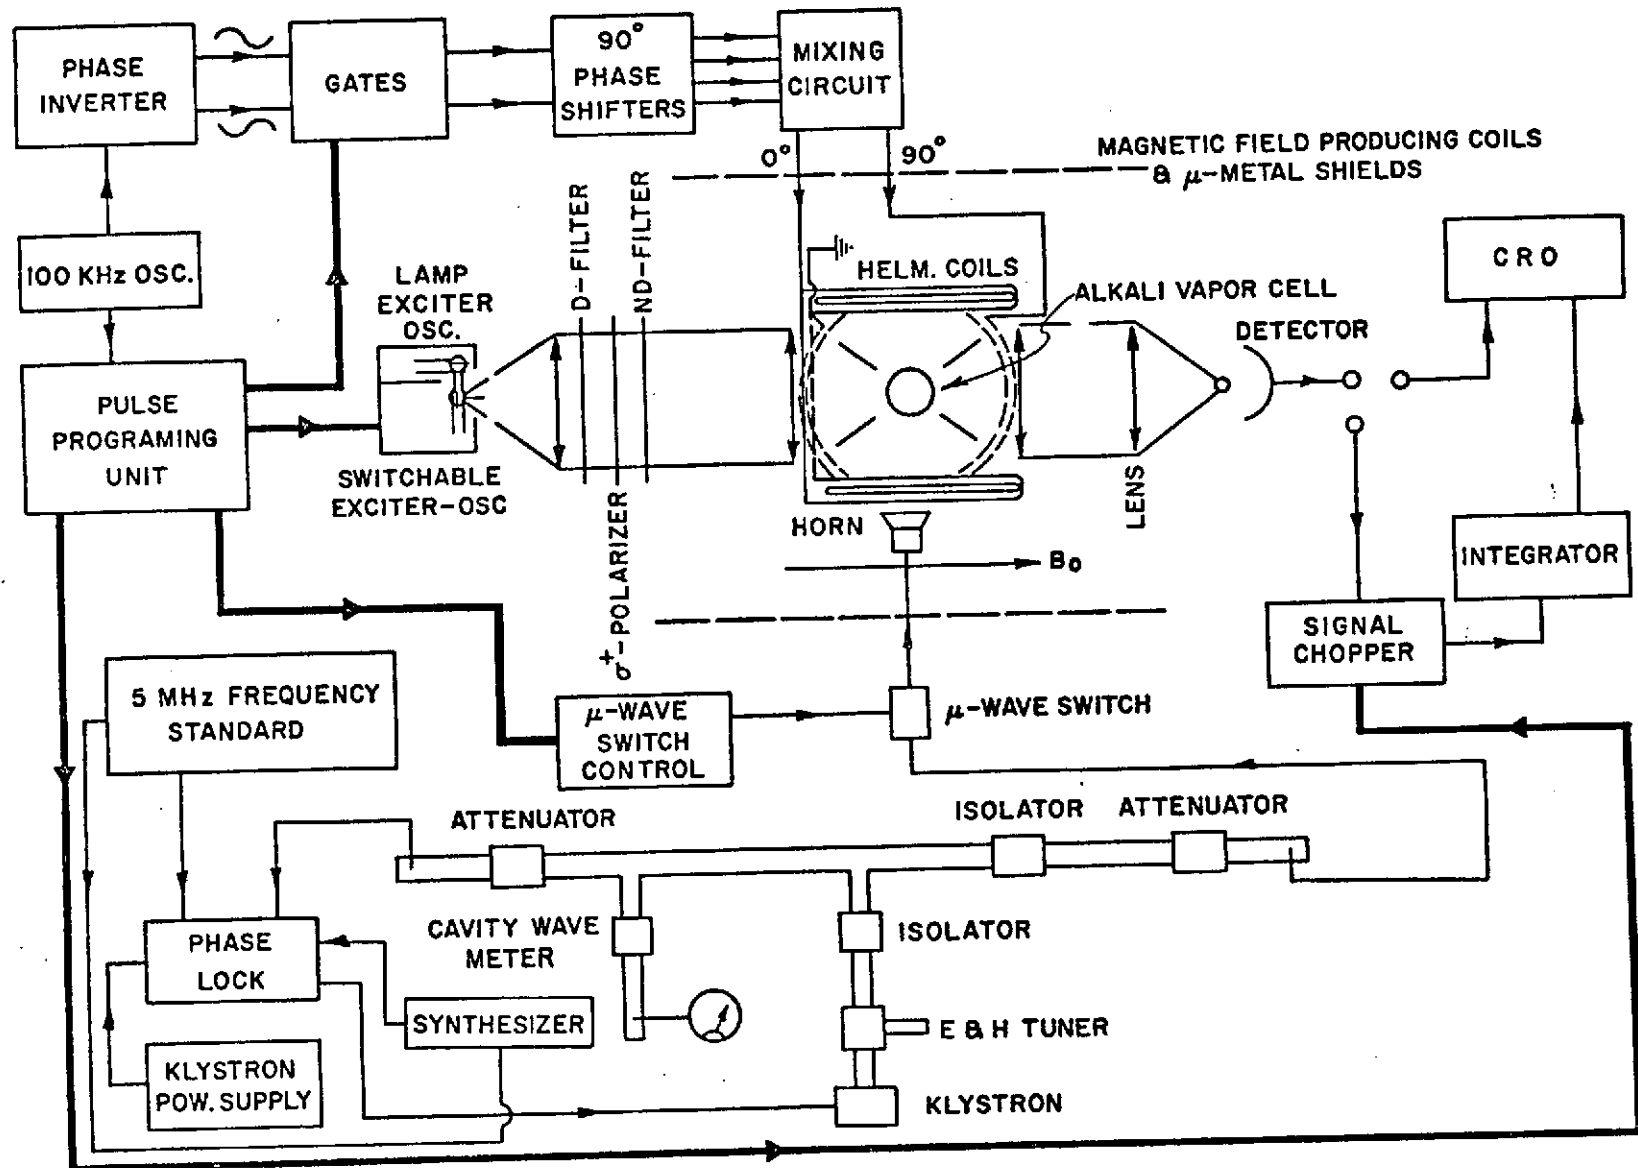 PHASE
INVERTER
GATES
90°
PHASE
SHIFTERS
MIXING
CIRCUIT
0°
90°
MAGNETIC FIELD PRODUCING COILS
& μ-METAL SHIELDS
100 KHz OSC.
LAMP
EXCITER
OSC.
D-FILTER
ND-FILTER
HELM. COILS
ALKALI VAPOR CELL
CRO
DETECTOR
PULSE
PROGRAMING
UNIT
SWITCHABLE
EXCITER-OSC
σ+-POLARIZER
HORN
LENS
B₀
INTEGRATOR
SIGNAL
CHOPPER
5 MHz FREQUENCY
STANDARD
μ-WAVE
SWITCH
CONTROL
μ-WAVE SWITCH
ATTENUATOR
ISOLATOR
ATTENUATOR
CAVITY WAVE
METER
ISOLATOR
PHASE
LOCK
SYNTHESIZER
E & H TUNER
KLYSTRON
POW. SUPPLY
KLYSTRON